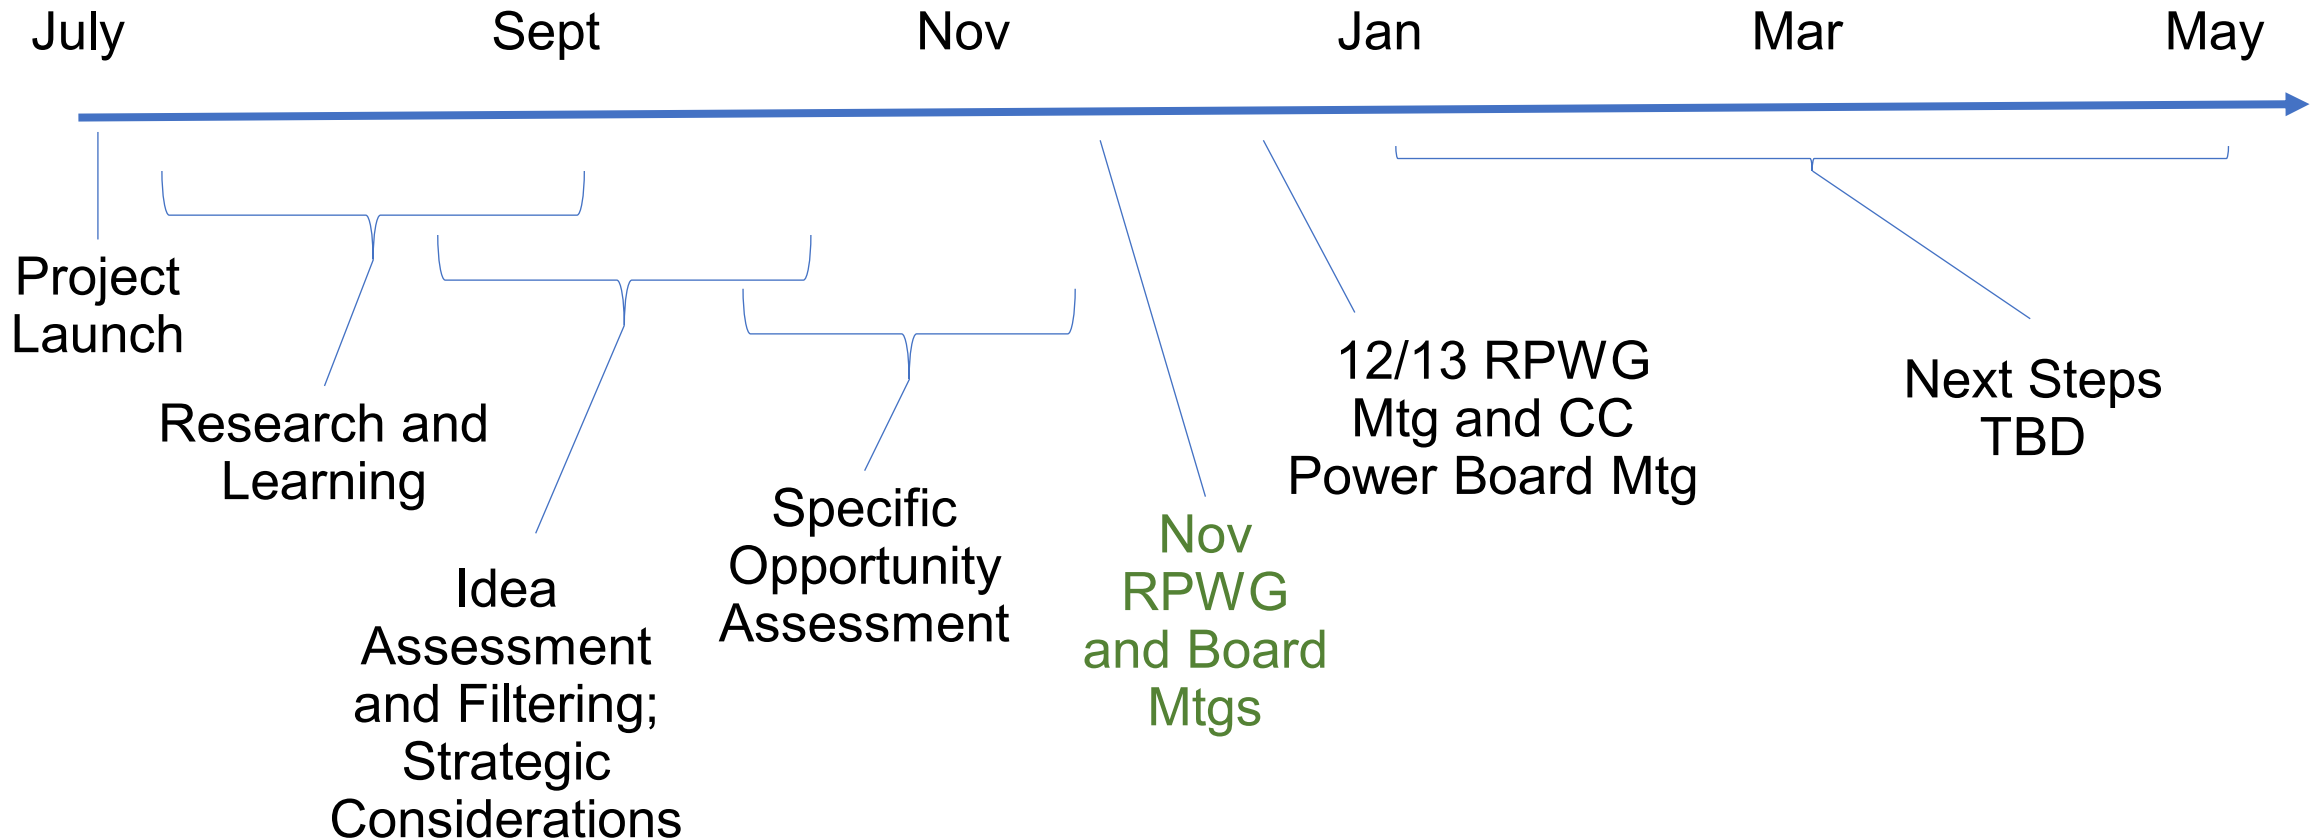 July Sept Nov Jan Mar May
Project
Launch
Research and
Learning
Idea
Assessment
and Filtering;
Strategic
Considerations
Specific
Opportunity
Assessment
Nov
RPWG
and Board
Mtgs
12/13 RPWG
Mtg and CC
Power Board Mtg
Next Steps
TBD